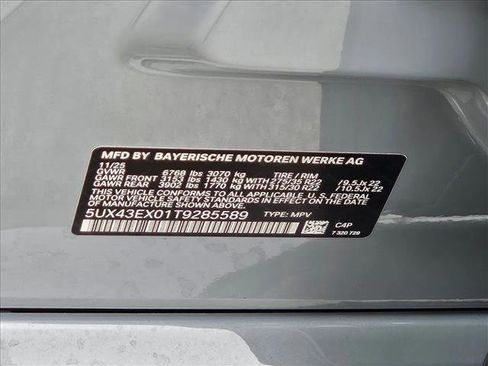 MFD BY BAYERISCHE MOTOREN WERKE AG
11/25
GVWR 6768 lbs 3070 kg TIRE / RIM
GAWR FRONT 3153 lbs 1430 kg WITH 275/35 R22 /9.5Jx22
GAWR REAR 3902 lbs 1770 kg WITH 315/30 R22 /10.5Jx22
THIS VEHICLE CONFORMS TO ALL APPLICABLE FEDERAL
MOTOR VEHICLE SAFETY STANDARDS IN EFFECT ON THE DATE OF
MANUFACTURE SHOWN ABOVE.
5UX43EX01T9285589 TYPE: MPV
C4P
7 320 729